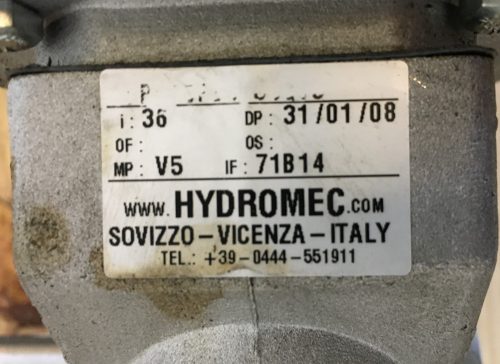 P
i: 36 DP: 31/01/08
OF: OS:
MP: V5 IF: 71B14
www.HYDROMEC.com
SOVIZZO-VICENZA-ITALY
TEL.: +39-0444-551911